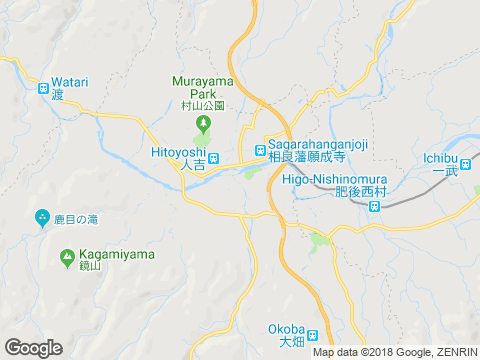 Watari
渡
Murayama
Park
村山公園
Hitoyoshi
人吉
Sagarahanganjoji
相良藩願成寺
Ichibu
一武
Higo-Nishinomura
肥後西村
鹿目の滝
Kagamiyama
鏡山
Okoba
大畑
Google
Map data ©2018 Google, ZENRIN